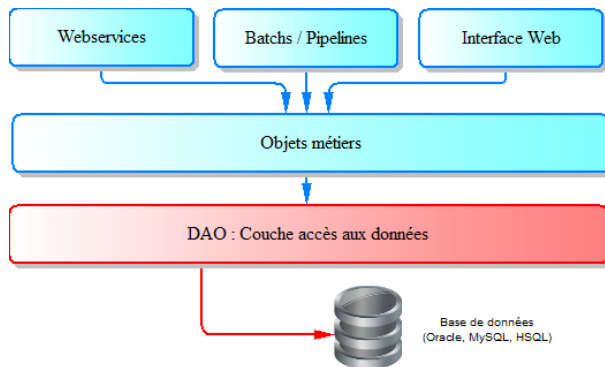 Webservices
Batchs / Pipelines
Interface Web
Objets métiers
DAO : Couche accès aux données
Base de données
(Oracle, MySQL, HSQL)